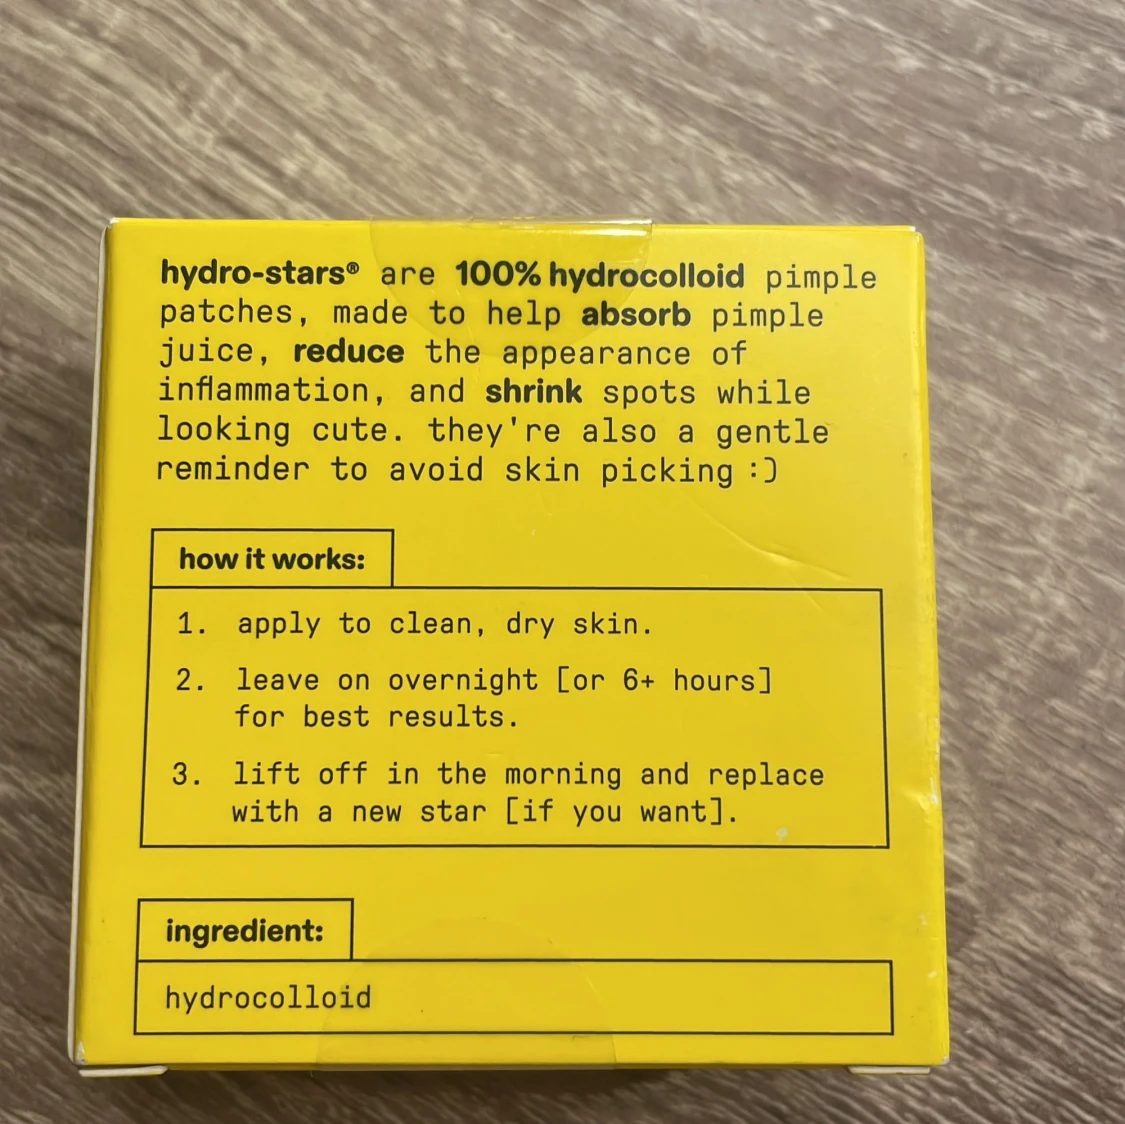 hydro-stars® are 100% hydrocolloid pimple
patches, made to help absorb pimple
juice, reduce the appearance of
inflammation, and shrink spots while
looking cute. they're also a gentle
reminder to avoid skin picking :)
how it works:
1. apply to clean, dry skin.
2. leave on overnight [or 6+ hours]
for best results.
3. lift off in the morning and replace
with a new star [if you want].
ingredient:
hydrocolloid